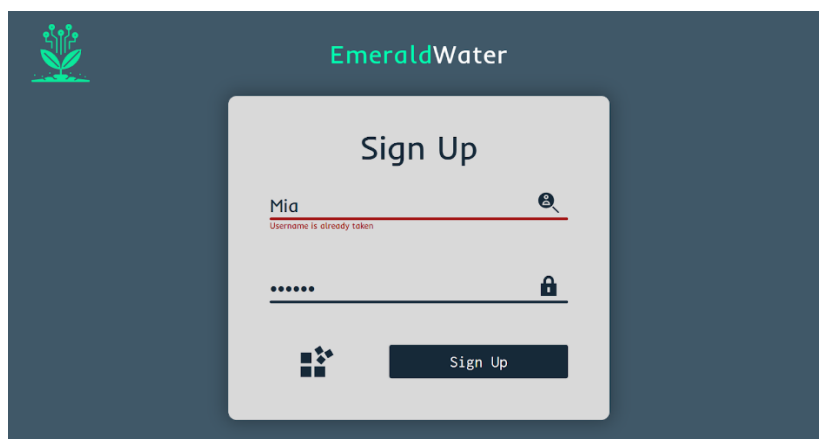 EmeraldWater
Sign Up
Mia
Username is already taken
••••••
Sign Up